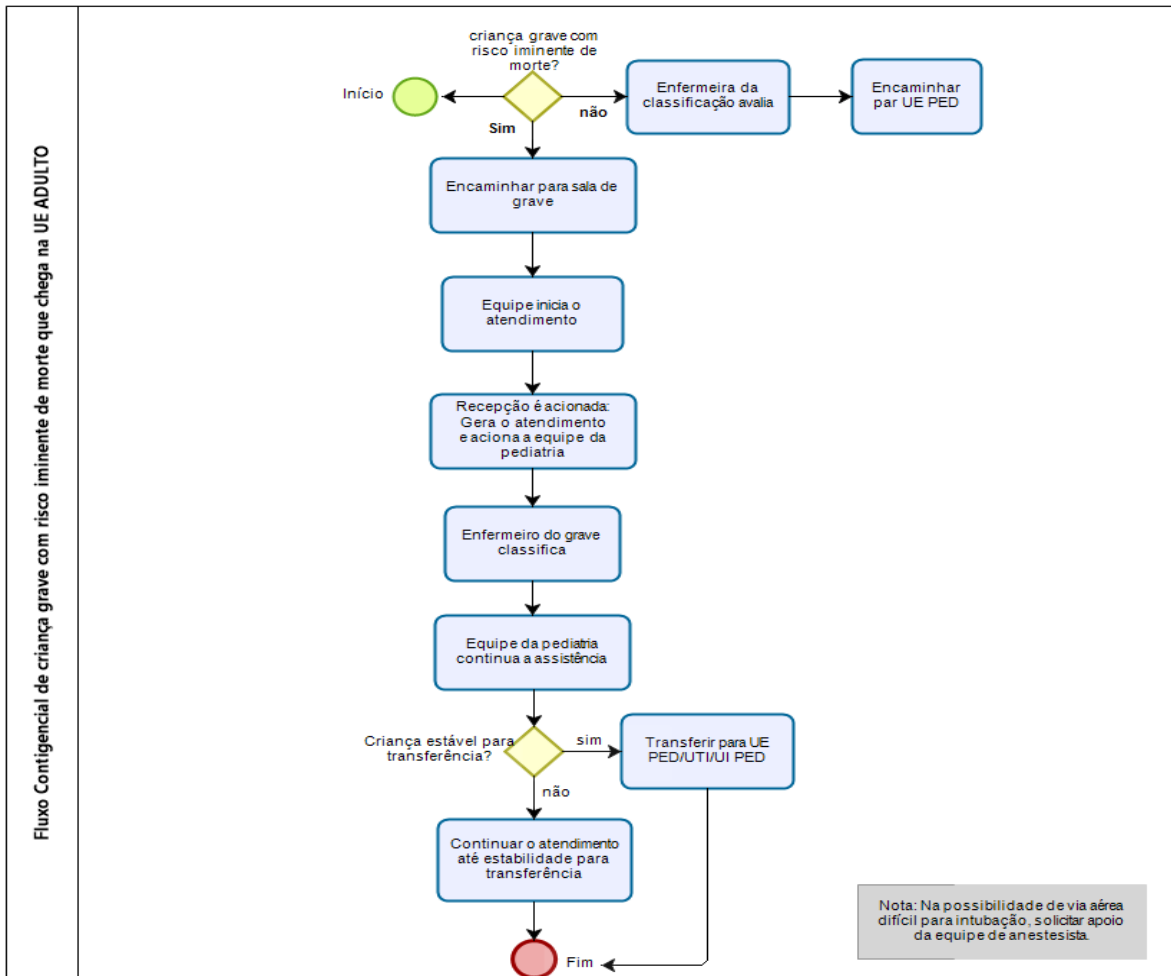 Fluxo Contigencial de criança grave com risco iminente de morte que chega na UE ADULTO
criança grave com
risco iminente de
morte?
Início
não
Sim
Enfermeira da
classificação avalia
Encaminhar
par UE PED
Encaminhar para sala de
grave
Equipe inicia o
atendimento
Recepção é acionada:
Gera o atendimento
e aciona a equipe da
pediatria
Enfermeiro do grave
classifica
Equipe da pediatria
continua a assistência
Criança estável para
transferência?
sim
Transferir para UE
PED/UTI/UI PED
não
Continuar o atendimento
até estabilidade para
transferência
Fim
Nota: Na possibilidade de via aérea
difícil para intubação, solicitar apoio
da equipe de anestesista.